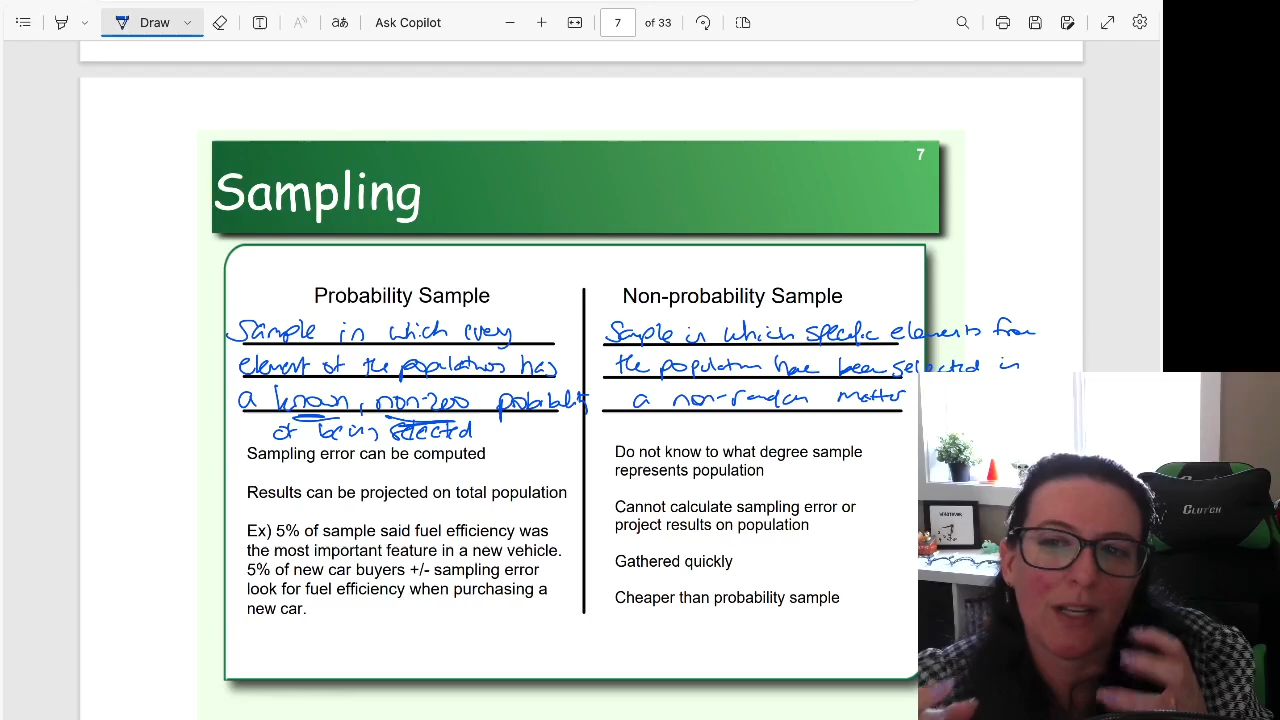 Draw
Ask Copilot
7
of 33
7
Sampling
Probability Sample
Sample in which every
element of the population has
a known, non-zero probability
of being selected
Sampling error can be computed
Results can be projected on total population
Ex) 5% of sample said fuel efficiency was
the most important feature in a new vehicle.
5% of new car buyers +/- sampling error
look for fuel efficiency when purchasing a
new car.
Non-probability Sample
Sample in which specific elements from
the population have been selected in
a non-random matter
Do not know to what degree sample
represents population
Cannot calculate sampling error or
project results on population
Gathered quickly
Cheaper than probability sample
WHATEVER
CLUTCH